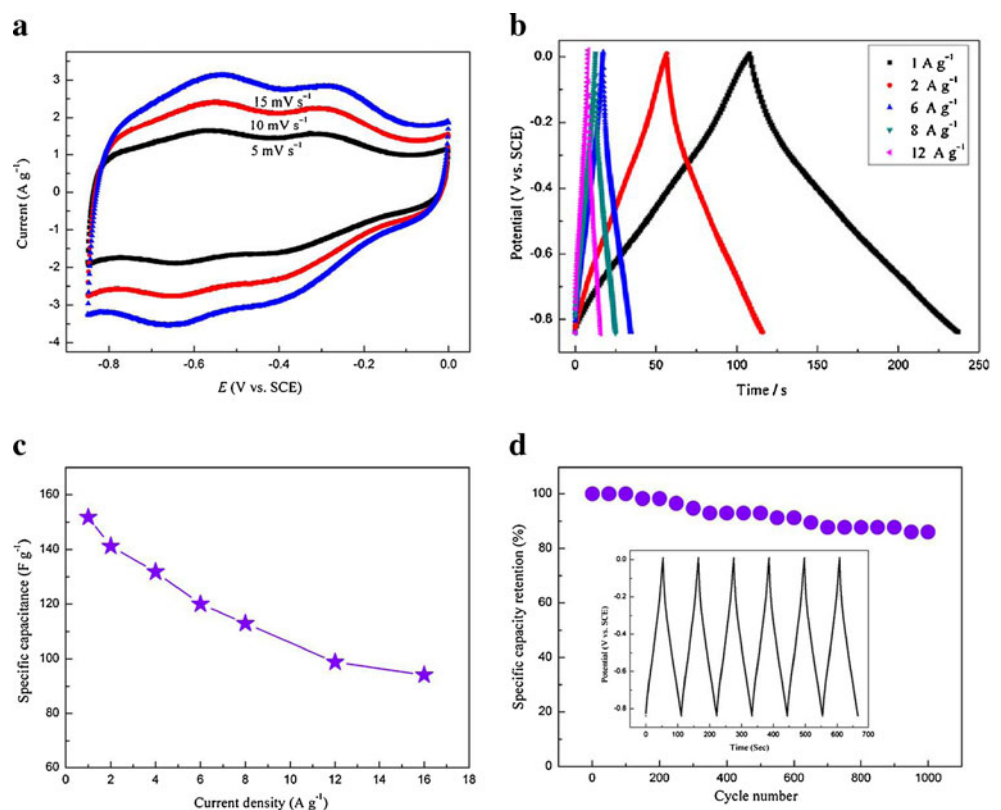 a
Current (A g⁻¹)
3
2
1
0
-1
-2
-3
-4
15 mV s⁻¹
10 mV s⁻¹
5 mV s⁻¹
-0.8
-0.6
-0.4
-0.2
0.0
E (V vs. SCE)
b
Potential (V vs. SCE)
0.0
-0.2
-0.4
-0.6
-0.8
1 A g⁻¹
2 A g⁻¹
6 A g⁻¹
8 A g⁻¹
12 A g⁻¹
0
50
100
150
200
250
Time / s
c
Specific capacitance (F g⁻¹)
160
140
120
100
80
60
0
2
4
6
8
10
12
14
16
18
Current density (A g⁻¹)
d
Specific capacity retention (%)
100
80
60
40
20
0
Potential (V vs. SCE)
0.0
-0.2
-0.4
-0.6
-0.8
0
100
200
300
400
500
600
700
Time (Sec)
0
200
400
600
800
1000
Cycle number